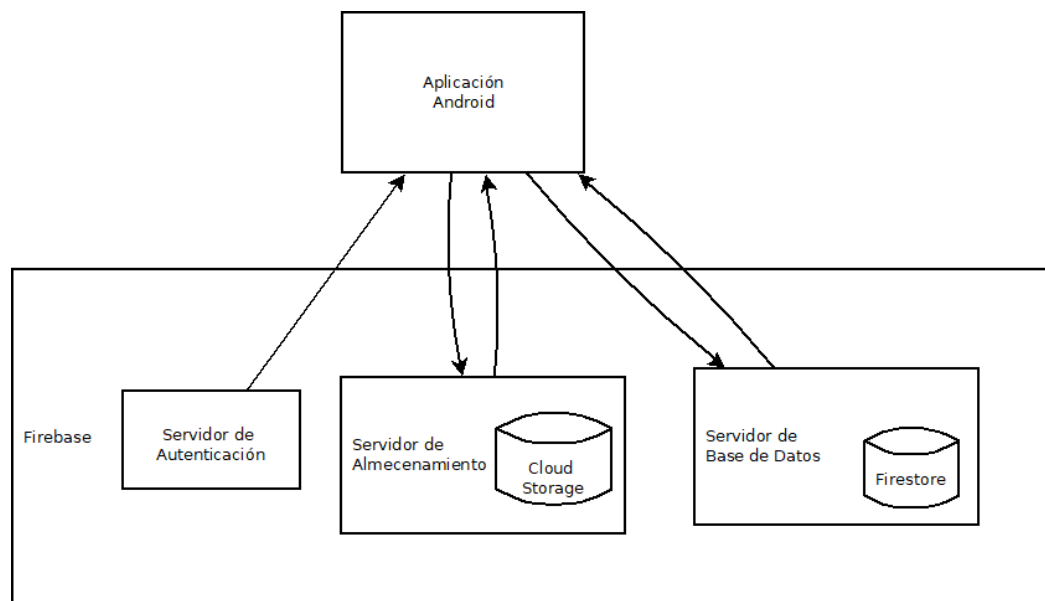 Aplicación
Android
Firebase
Servidor de
Autenticación
Servidor de
Almecenamiento
Cloud
Storage
Servidor de
Base de Datos
Firestore